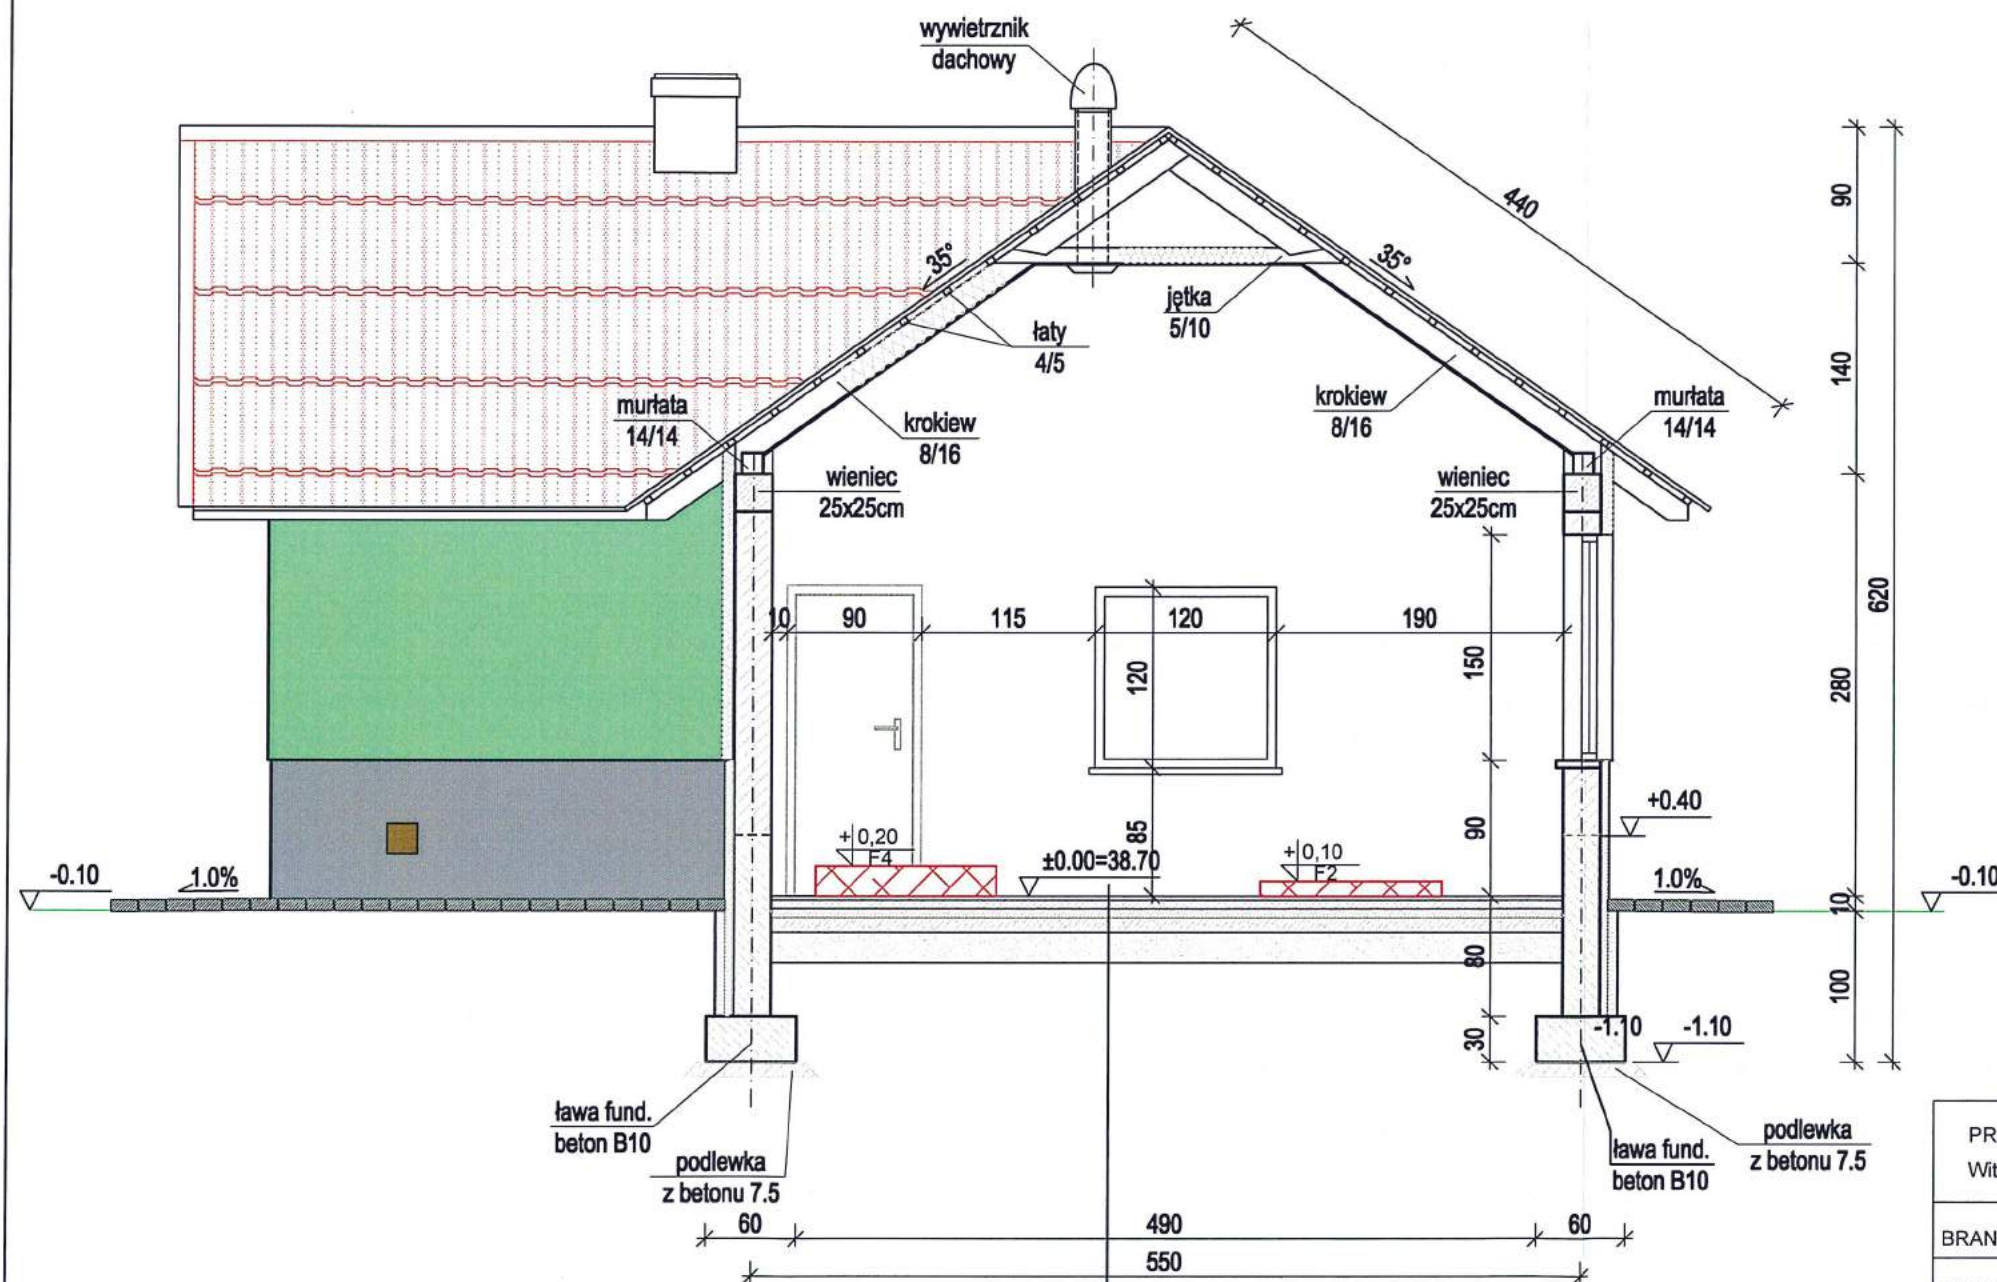 wywietrznik
dachowy
440
90
35°
35°
jętka
5/10
łaty
4/5
140
murłata
14/14
krokiew
8/16
krokiew
8/16
murłata
14/14
wieniec
25x25cm
wieniec
25x25cm
620
10 90 115 120 190
120
150
280
+0.40
85
90
+0,20
F4
+0,10
F2
±0.00=38.70
-0.10
1.0%
1.0%
-0.10
10
80
100
30
-1.10
-1.10
ława fund.
beton B10
podlewka
z betonu 7.5
ława fund.
beton B10
podlewka
z betonu 7.5
PR
Wit
60 490 60
BRAN
550